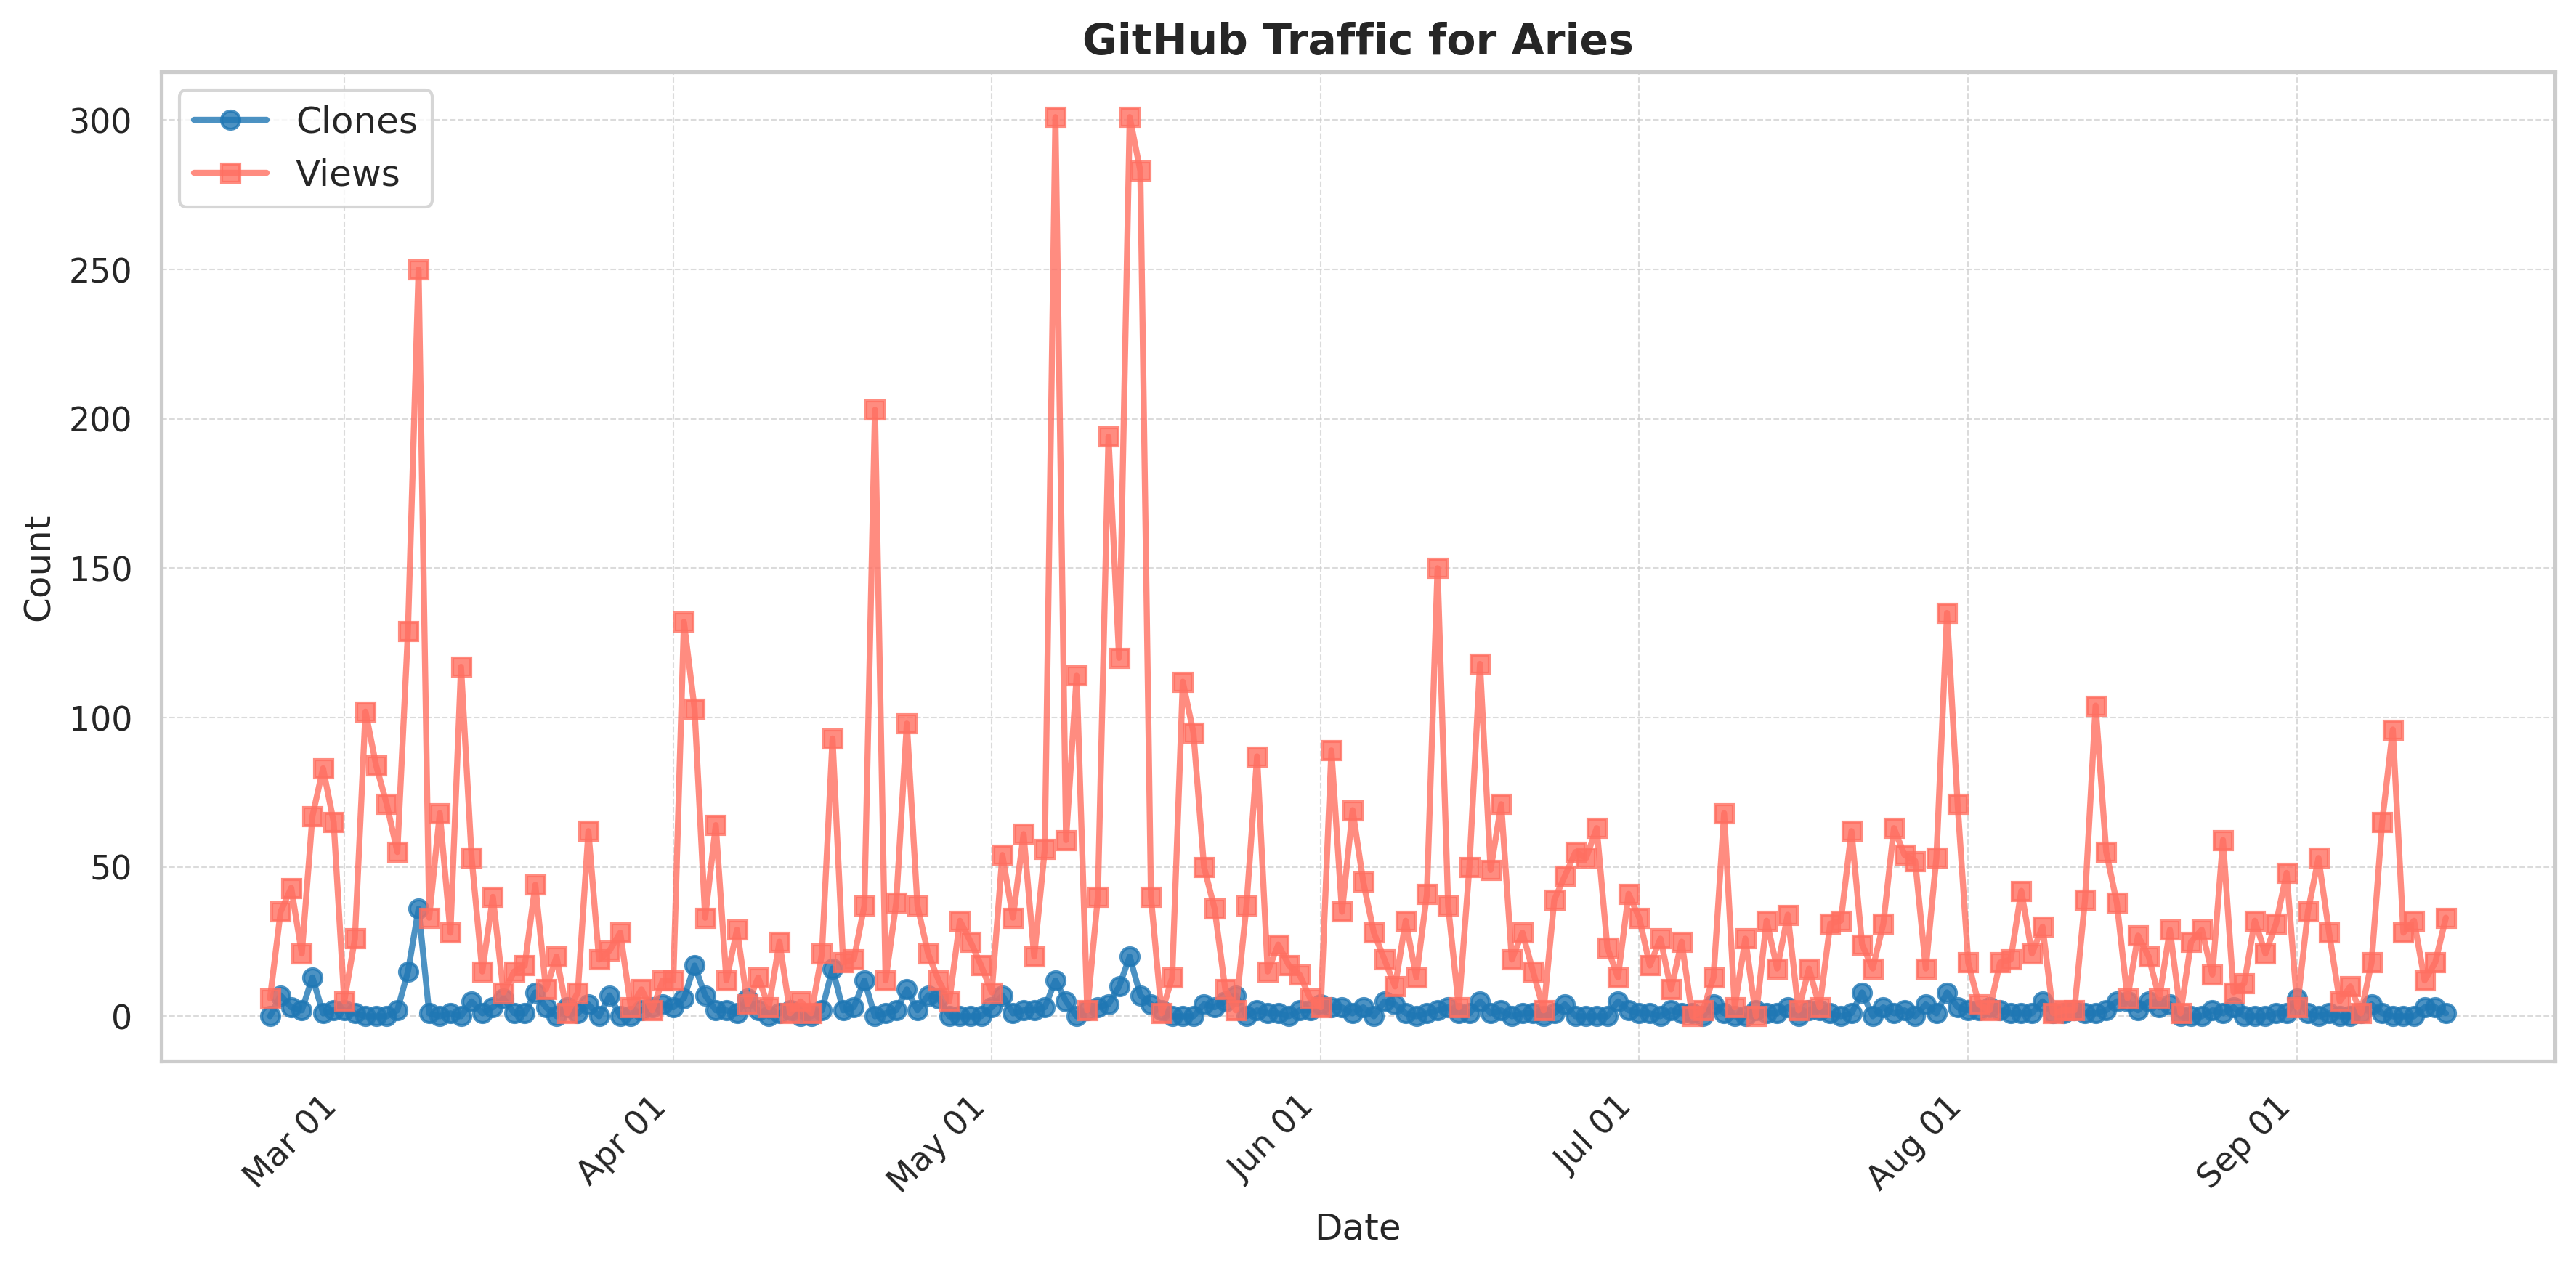 GitHub Traffic for Aries
Clones
Views
300
250
200
150
100
50
0
Count
Mar 01
Apr 01
May 01
Jun 01
Jul 01
Aug 01
Sep 01
Date